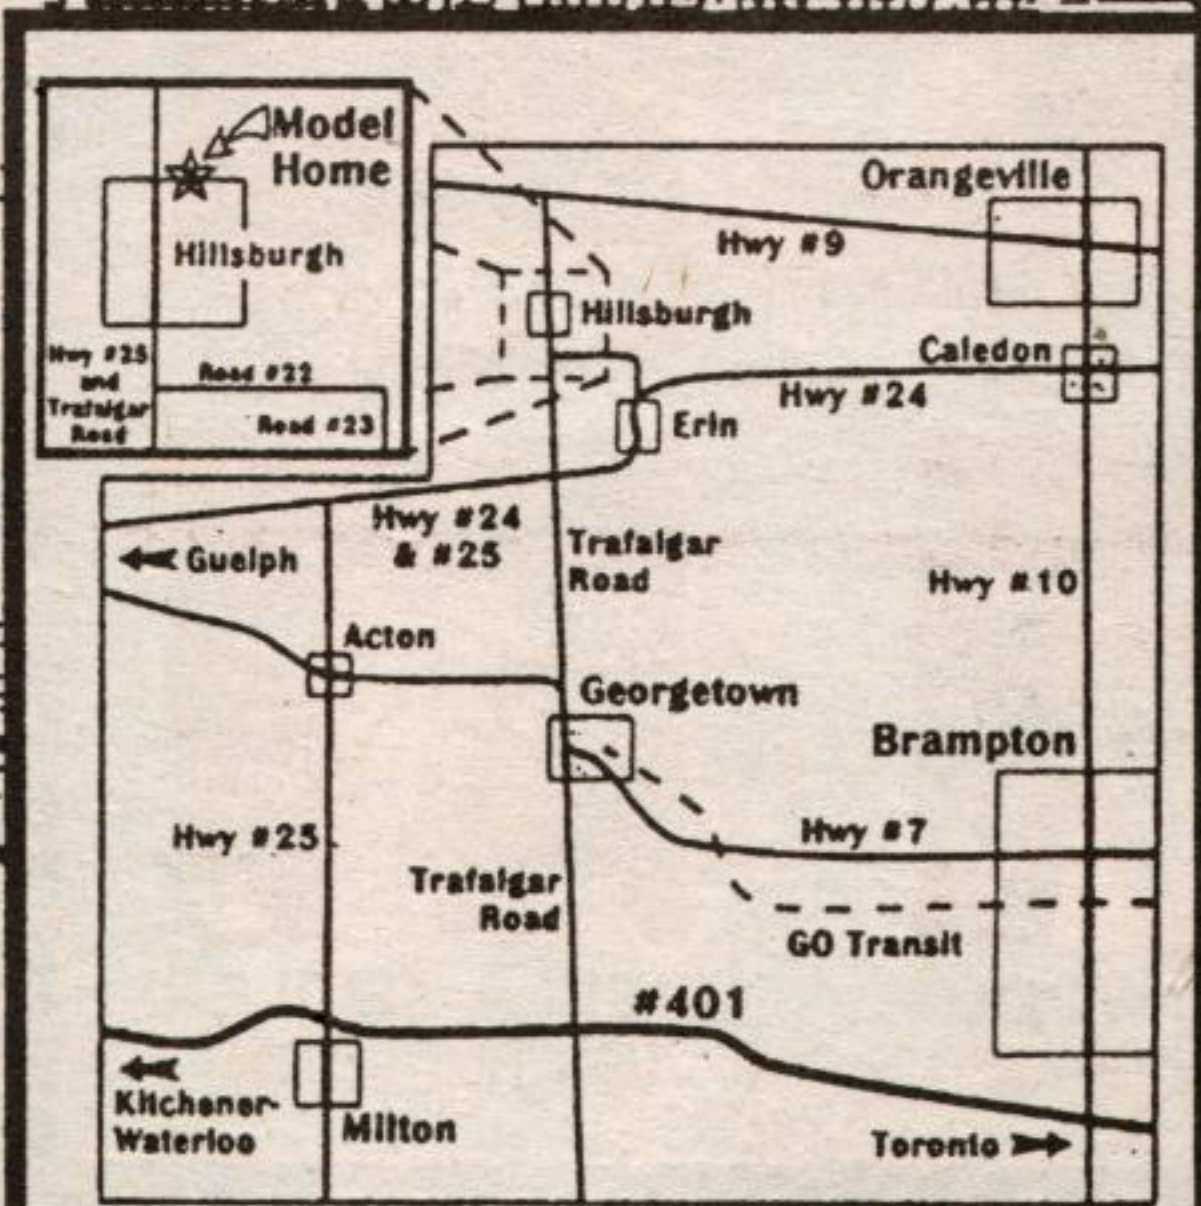 Model
Home
Hillsburgh
Hwy #25
and
Trafalgar
Road
Road #22
Road #23
Orangeville
Hwy #9
Hillsburgh
Caledon
Hwy #24
Erin
Hwy #24
& #25
Guelph
Trafalgar
Road
Hwy #10
Acton
Georgetown
Brampton
Hwy #25
Hwy #7
Trafalgar
Road
GO Transit
#401
Kitchener-
Waterloo
Milton
Toronto